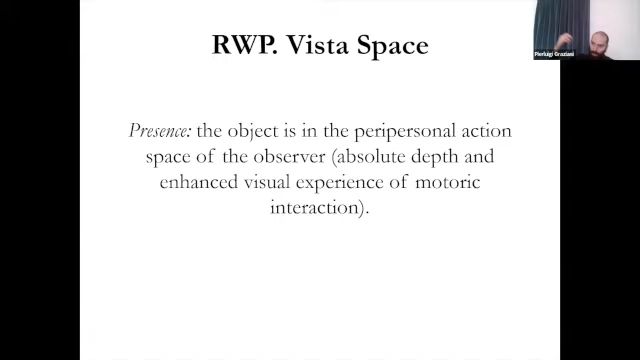 RWP. Vista Space
Pierluigi Graziani
Presence: the object is in the peripersonal action
space of the observer (absolute depth and
enhanced visual experience of motoric
interaction).